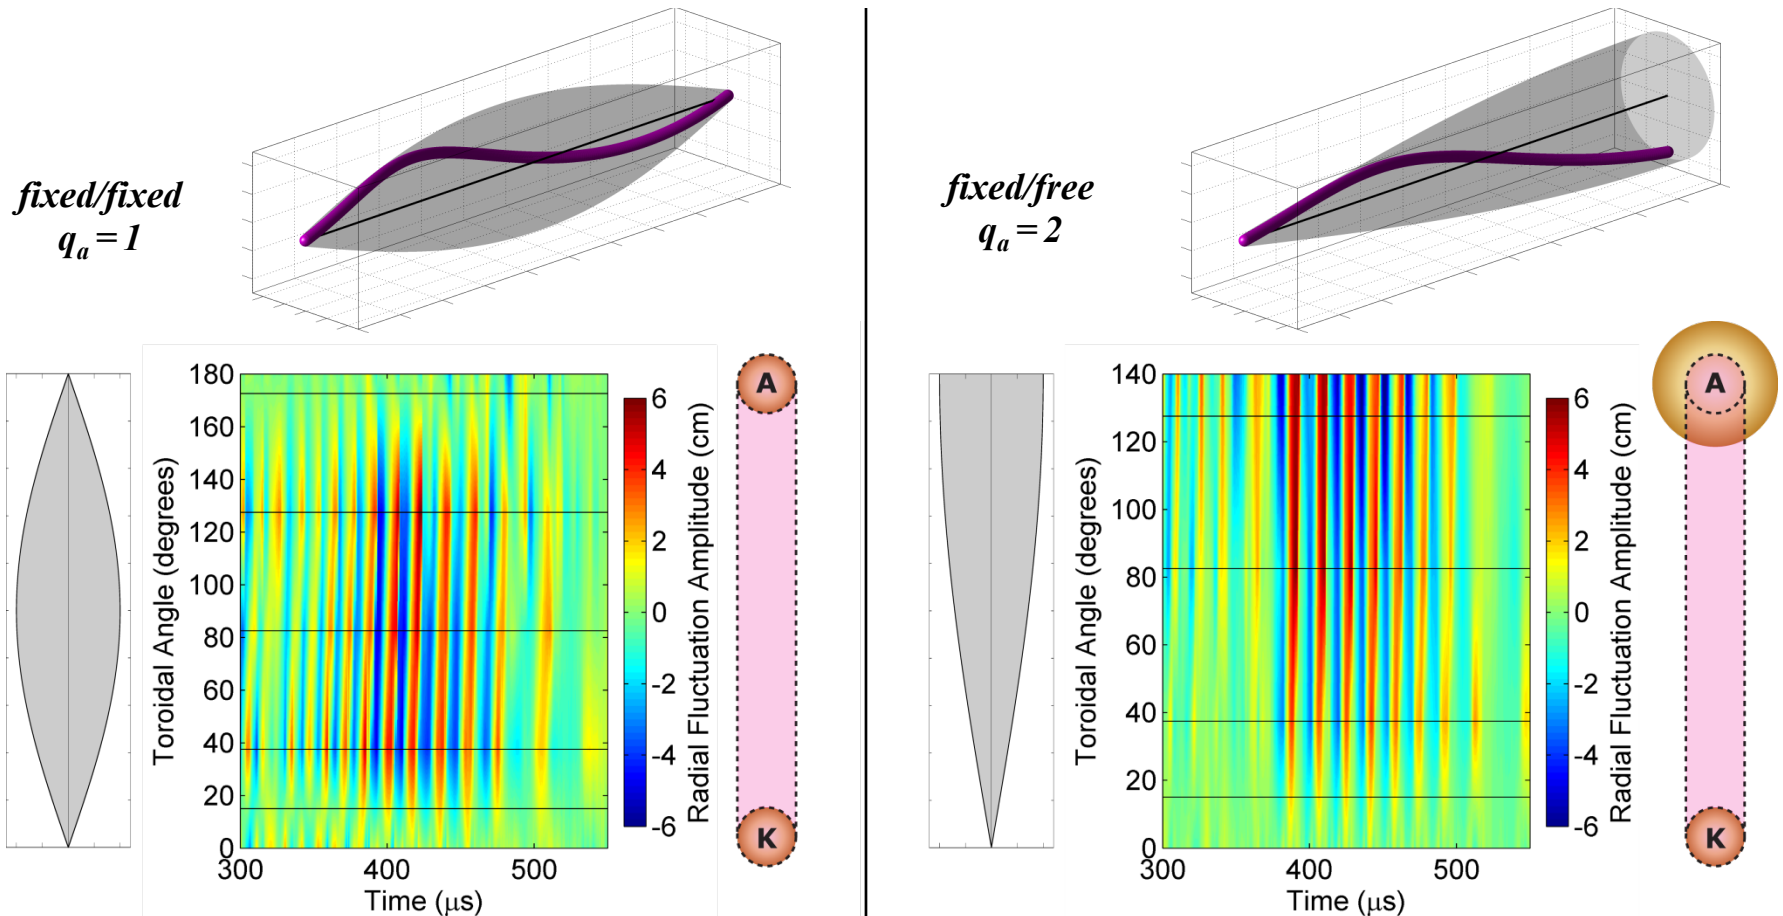 fixed/fixed
qa = 1
180
160
140
120
100
80
60
40
20
0
Toroidal Angle (degrees)
300
400
500
Time (μs)
6
4
2
0
-2
-4
-6
Radial Fluctuation Amplitude (cm)
A
K
fixed/free
qa = 2
140
120
100
80
60
40
20
0
Toroidal Angle (degrees)
300
400
500
Time (μs)
6
4
2
0
-2
-4
-6
Radial Fluctuation Amplitude (cm)
A
K